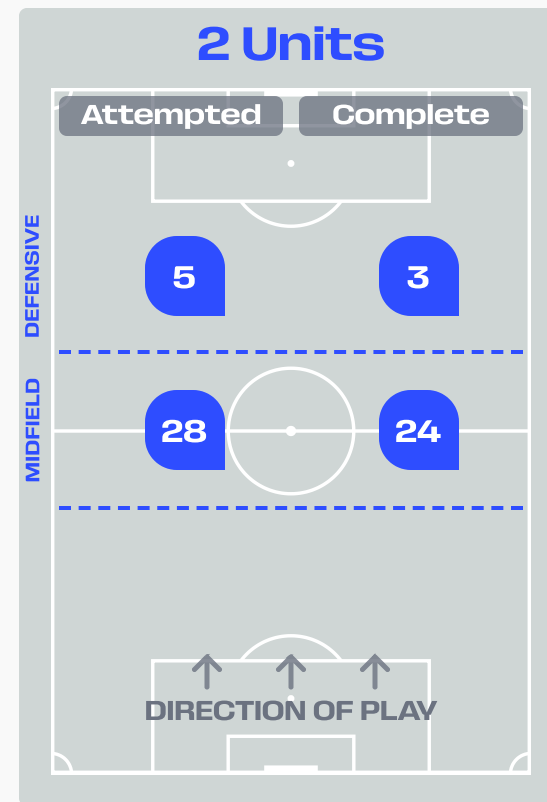 2 Units
Attempted Complete
DEFENSIVE
5 3
MIDFIELD
28 24
DIRECTION OF PLAY